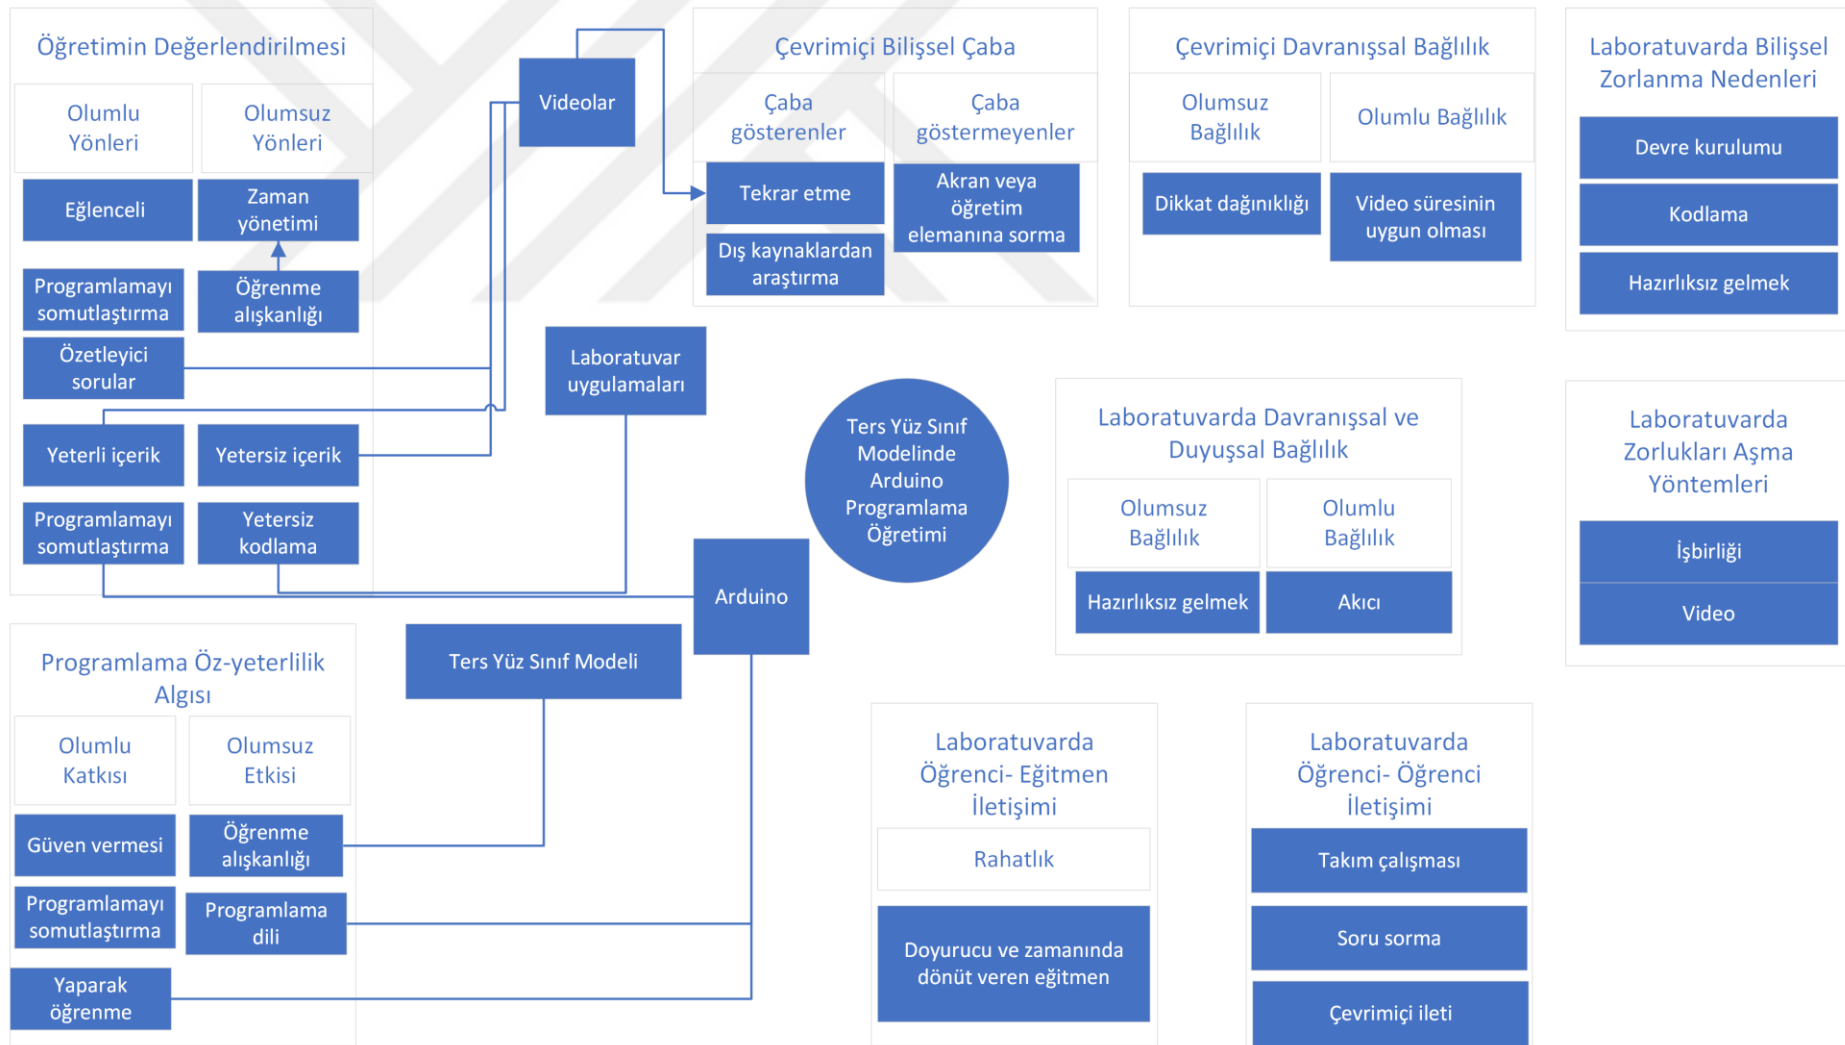 Öğretimin Değerlendirilmesi
Olumlu
Yönleri
Olumsuz
Yönleri
Eğlenceli
Zaman
yönetimi
Programlamayı
somutlaştırma
Öğrenme
alışkanlığı
Özetleyici
sorular
Yeterli içerik
Yetersiz içerik
Programlamayı
somutlaştırma
Yetersiz
kodlama
Videolar
Laboratuvar
uygulamaları
Çevrimiçi Bilişsel Çaba
Çaba
gösterenler
Çaba
göstermeyenler
Tekrar etme
Akran veya
öğretim
elemanına sorma
Dış kaynaklardan
araştırma
Çevrimiçi Davranışsal Bağlılık
Olumsuz
Bağlılık
Olumlu Bağlılık
Dikkat dağınıklığı
Video süresinin
uygun olması
Laboratuvarda Bilişsel
Zorlanma Nedenleri
Devre kurulumu
Kodlama
Hazırlıksız gelmek
Ters Yüz Sınıf
Modelinde
Arduino
Programlama
Öğretimi
Laboratuvarda Davranışsal ve
Duyuşsal Bağlılık
Olumsuz
Bağlılık
Olumlu
Bağlılık
Hazırlıksız gelmek
Akıcı
Laboratuvarda
Zorlukları Aşma
Yöntemleri
İşbirliği
Video
Arduino
Ters Yüz Sınıf Modeli
Programlama Öz-yeterlilik
Algısı
Olumlu
Katkısı
Olumsuz
Etkisi
Güven vermesi
Öğrenme
alışkanlığı
Programlamayı
somutlaştırma
Programlama
dili
Yaparak
öğrenme
Laboratuvarda
Öğrenci- Eğitmen
İletişimi
Rahatlık
Doyurucu ve zamanında
dönüt veren eğitmen
Laboratuvarda
Öğrenci- Öğrenci
İletişimi
Takım çalışması
Soru sorma
Çevrimiçi ileti